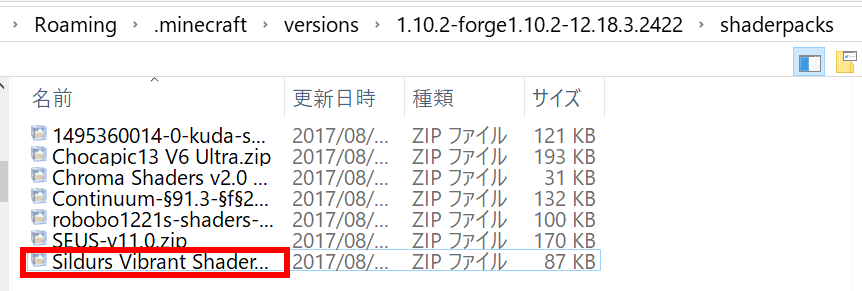 Roaming > .minecraft > versions > 1.10.2-forge1.10.2-12.18.3.2422 > shaderpacks
名前 更新日時 種類 サイズ
1495360014-0-kuda-s... 2017/08/... ZIP ファイル 121 KB
Chocapic13 V6 Ultra.zip 2017/08/... ZIP ファイル 193 KB
Chroma Shaders v2.0 ... 2017/08/... ZIP ファイル 31 KB
Continuum-§91.3-§f§2... 2017/08/... ZIP ファイル 132 KB
robobo1221s-shaders-... 2017/08/... ZIP ファイル 100 KB
SEUS-v11.0.zip 2017/08/... ZIP ファイル 170 KB
Sildurs Vibrant Shader... 2017/08/... ZIP ファイル 87 KB